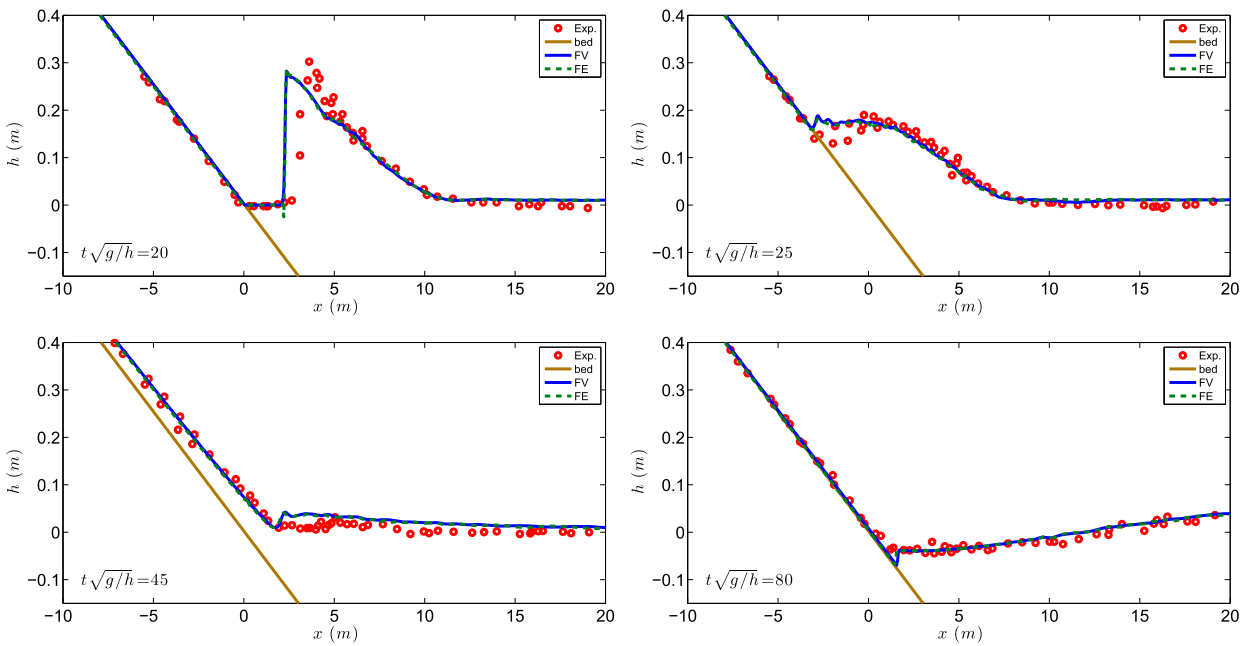 0.4
0.3
0.2
0.1
0
−0.1
h (m)
Exp.
bed
FV
FE
t√g/h=20
−10 −5 0 5 10 15 20
x (m)
0.4
0.3
0.2
0.1
0
−0.1
h (m)
Exp.
bed
FV
FE
t√g/h=25
−10 −5 0 5 10 15 20
x (m)
0.4
0.3
0.2
0.1
0
−0.1
h (m)
Exp.
bed
FV
FE
t√g/h=45
−10 −5 0 5 10 15 20
x (m)
0.4
0.3
0.2
0.1
0
−0.1
h (m)
Exp.
bed
FV
FE
t√g/h=80
−10 −5 0 5 10 15 20
x (m)